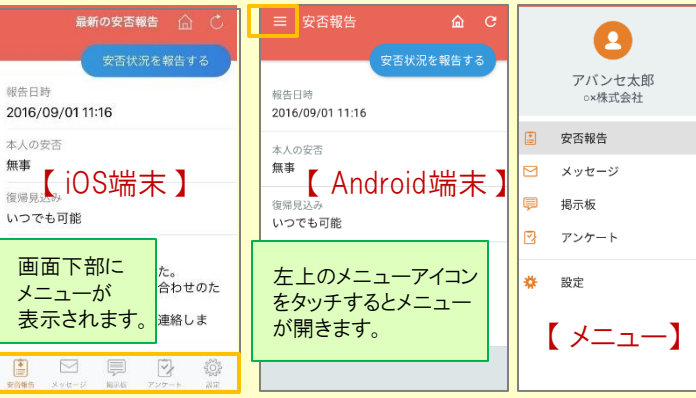 最新の安否報告
安否状況を報告する
報告日時
2016/09/01 11:16
本人の安否
無事
【 iOS端末 】
復帰見込み
いつでも可能
画面下部に
メニューが
表示されます。
た。
合わせのた
連絡しま
安否報告
メッセージ
掲示板
アンケート
設定
安否報告
安否状況を報告する
報告日時
2016/09/01 11:16
本人の安否
無事
【 Android端末 】
復帰見込み
いつでも可能
左上のメニューアイコン
をタッチするとメニュー
が開きます。
アバンセ太郎
○×株式会社
安否報告
メッセージ
掲示板
アンケート
設定
【 メニュー】